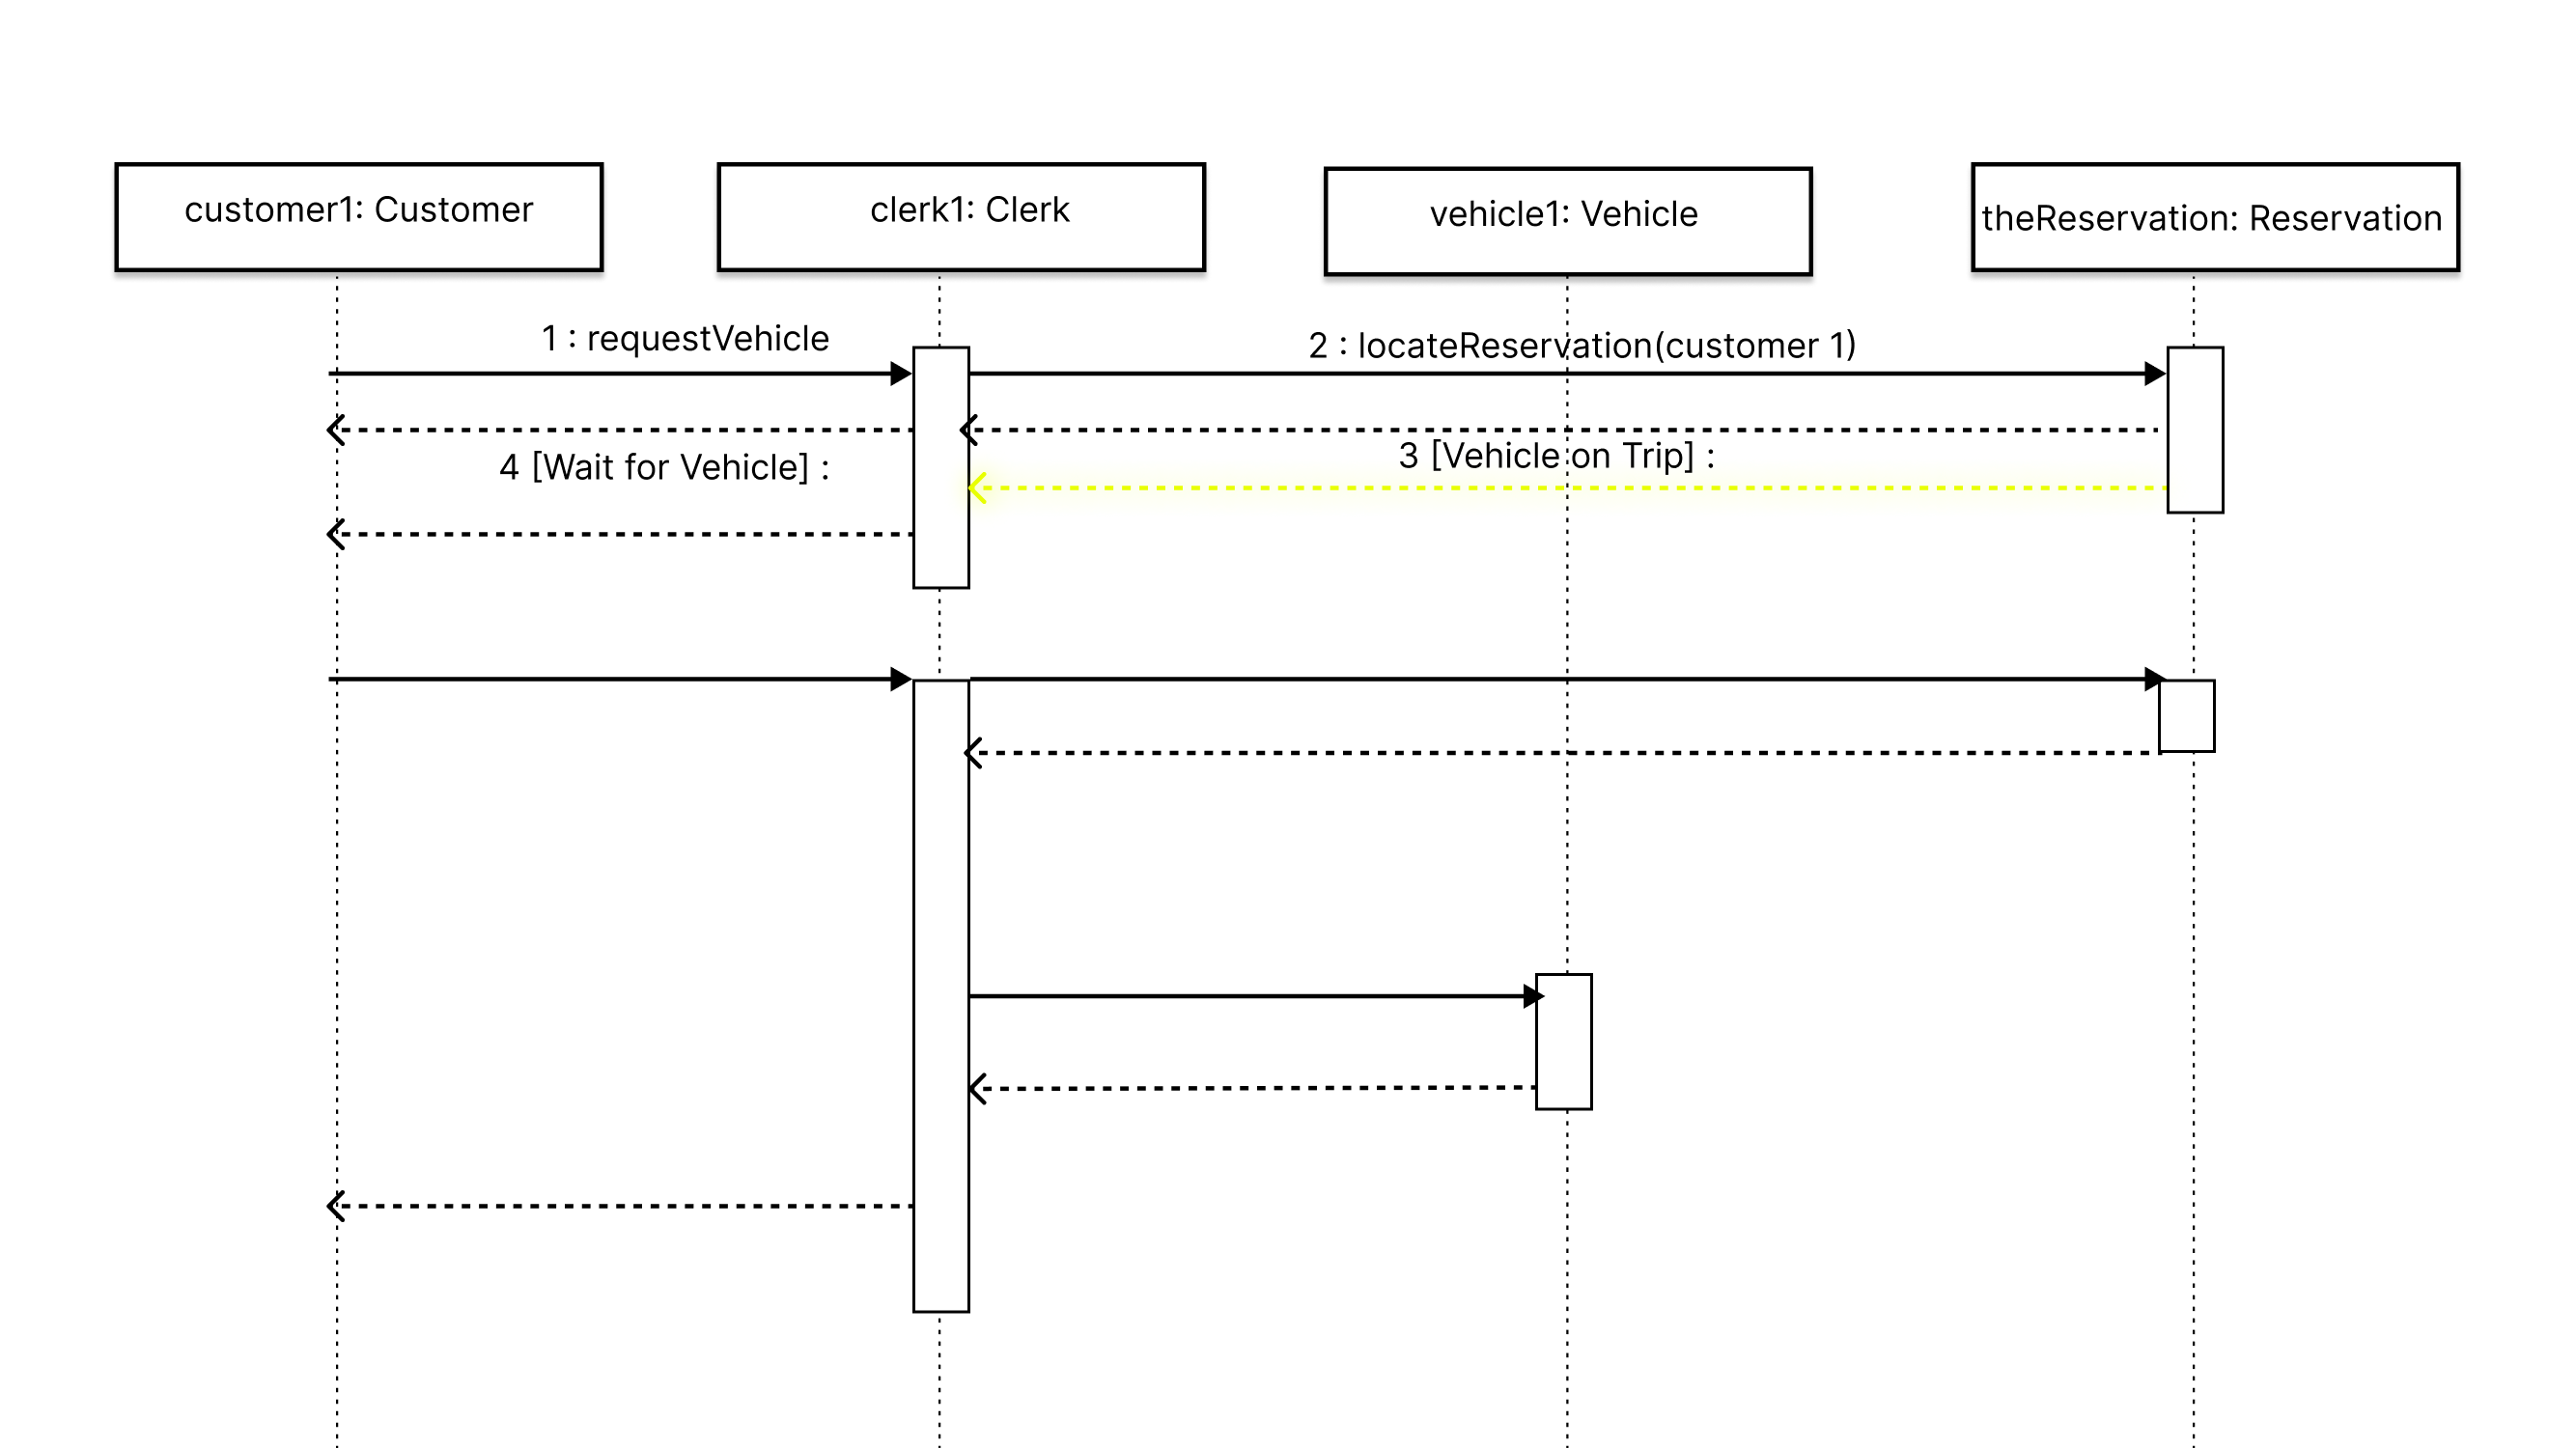 customer1: Customer
clerk1: Clerk
vehicle1: Vehicle
theReservation: Reservation
1 : requestVehicle
2 : locateReservation(customer 1)
3 [Vehicle on Trip] :
4 [Wait for Vehicle] :